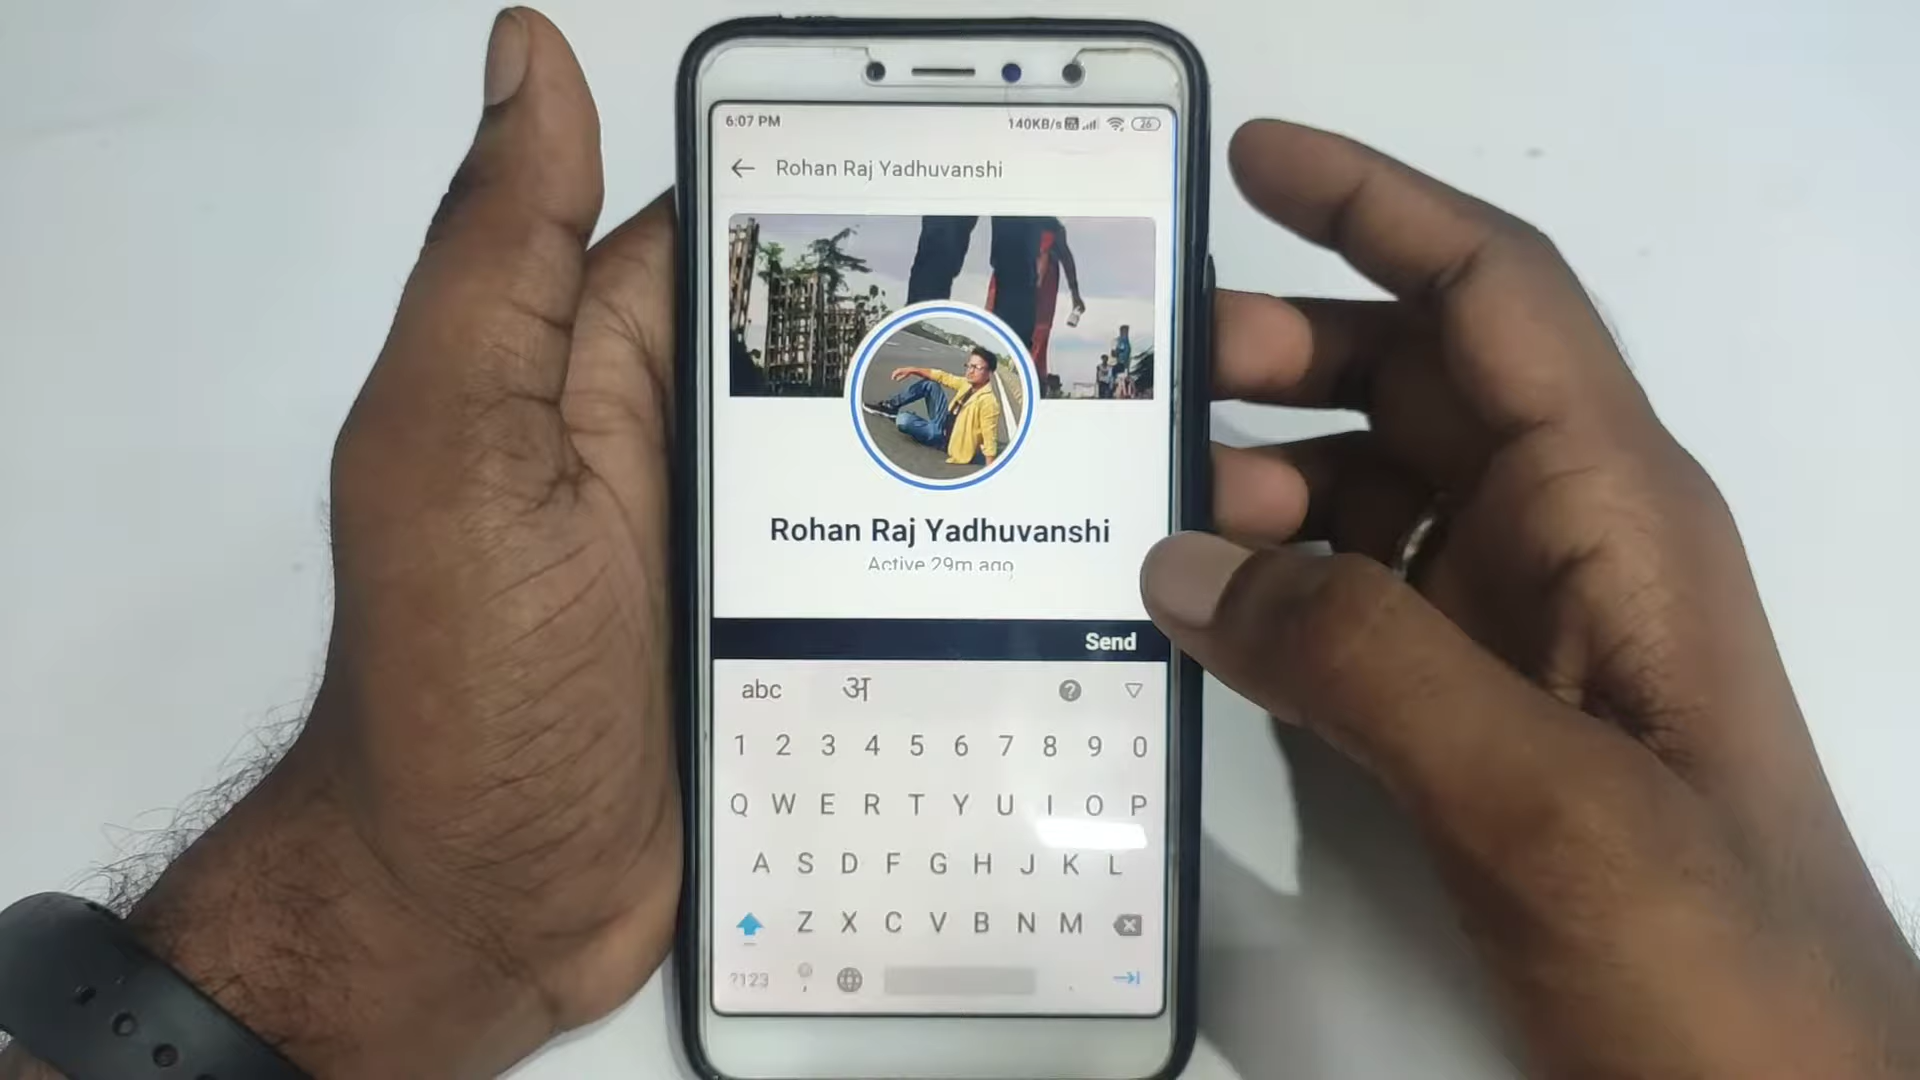 6:07 PM
140KB/s
26
Rohan Raj Yadhuvanshi
Rohan Raj Yadhuvanshi
Active 29m ago
Send
abc अ ?
1 2 3 4 5 6 7 8 9 0
Q W E R T Y U I O P
A S D F G H J K L
Z X C V B N M
?123 , .